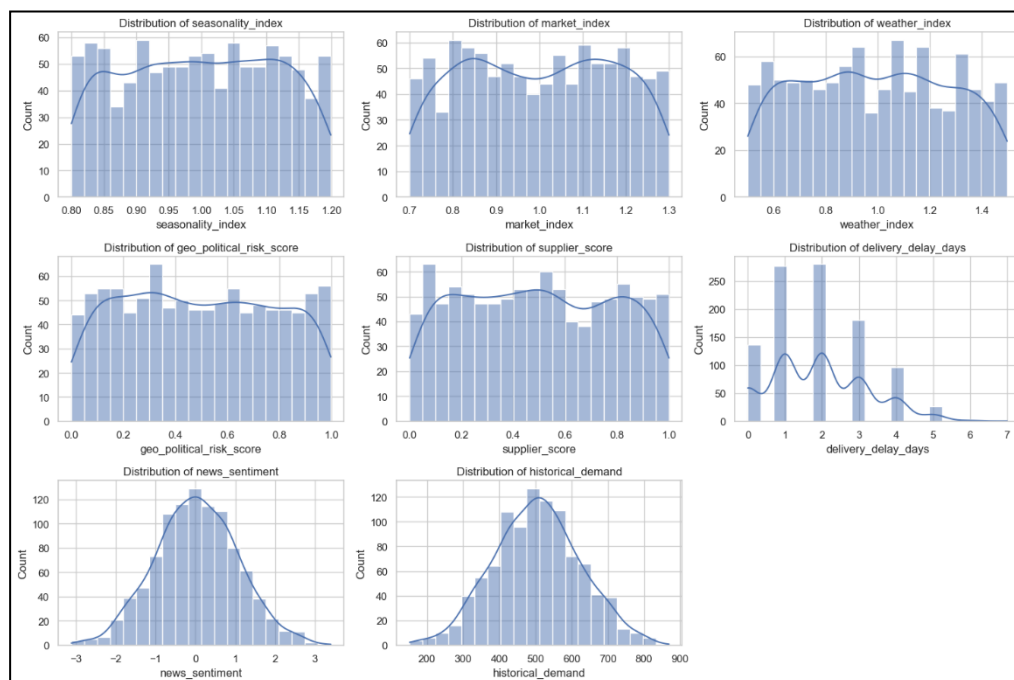 Distribution of seasonality_index
Count
60
50
40
30
20
10
0
0.80 0.85 0.90 0.95 1.00 1.05 1.10 1.15 1.20
seasonality_index
Distribution of market_index
Count
60
50
40
30
20
10
0
0.7 0.8 0.9 1.0 1.1 1.2 1.3
market_index
Distribution of weather_index
Count
60
40
20
0
0.6 0.8 1.0 1.2 1.4
weather_index
Distribution of geo_political_risk_score
Count
60
50
40
30
20
10
0
0.0 0.2 0.4 0.6 0.8 1.0
geo_political_risk_score
Distribution of supplier_score
Count
60
50
40
30
20
10
0
0.0 0.2 0.4 0.6 0.8 1.0
supplier_score
Distribution of delivery_delay_days
Count
250
200
150
100
50
0
0 1 2 3 4 5 6 7
delivery_delay_days
Distribution of news_sentiment
Count
120
100
80
60
40
20
0
−3 −2 −1 0 1 2 3
news_sentiment
Distribution of historical_demand
Count
120
100
80
60
40
20
0
200 300 400 500 600 700 800 900
historical_demand